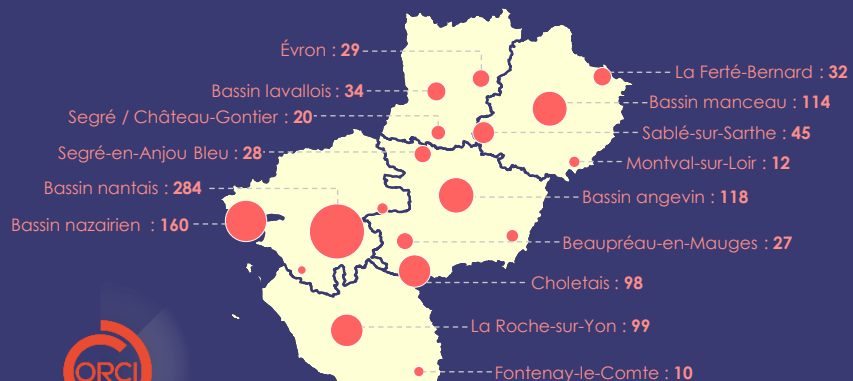 Évron : 29
Bassin lavallois : 34
Segré / Château-Gontier : 20
Segré-en-Anjou Bleu : 28
Bassin nantais : 284
Bassin nazairien : 160
La Ferté-Bernard : 32
Bassin manceau : 114
Sablé-sur-Sarthe : 45
Montval-sur-Loir : 12
Bassin angevin : 118
Beaupréau-en-Mauges : 27
Choletais : 98
La Roche-sur-Yon : 99
Fontenay-le-Comte : 10
ORCI